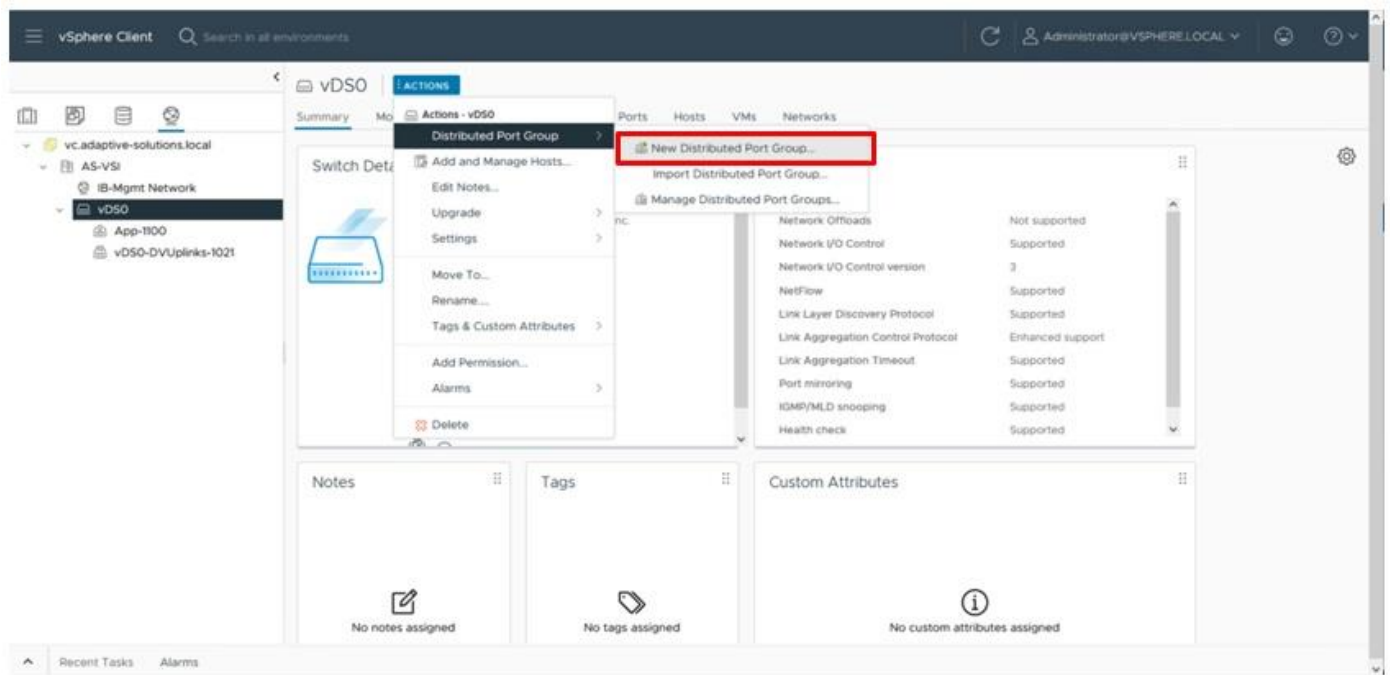 vSphere Client
Search in all environments
Administrator@VSPHERE.LOCAL
vDS0
ACTIONS
Summary
Mo
Actions - vDS0
Ports
Hosts
VMs
Networks
vc.adaptive-solutions.local
AS-VSI
IB-Mgmt Network
vDS0
App-1100
vDS0-DVUplinks-1021
Distributed Port Group
Add and Manage Hosts...
Edit Notes...
Upgrade
Settings
Move To...
Rename...
Tags & Custom Attributes
Add Permission...
Alarms
Delete
New Distributed Port Group...
Import Distributed Port Group...
Manage Distributed Port Groups...
Switch Deta
nc.
Network Offloads Not supported
Network I/O Control Supported
Network I/O Control version 3
NetFlow Supported
Link Layer Discovery Protocol Supported
Link Aggregation Control Protocol Enhanced support
Link Aggregation Timeout Supported
Port mirroring Supported
IGMP/MLD snooping Supported
Health check Supported
Notes
No notes assigned
Tags
No tags assigned
Custom Attributes
No custom attributes assigned
Recent Tasks
Alarms